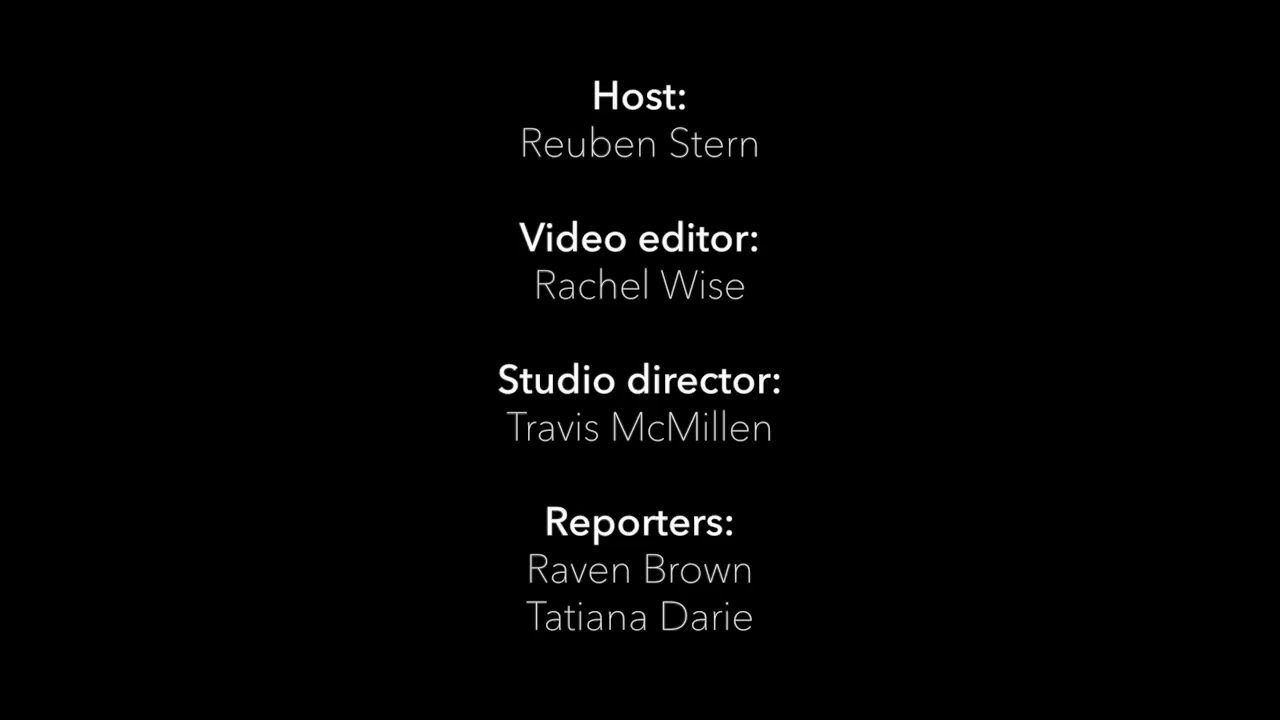 Host:
Reuben Stern
Video editor:
Rachel Wise
Studio director:
Travis McMillen
Reporters:
Raven Brown
Tatiana Darie